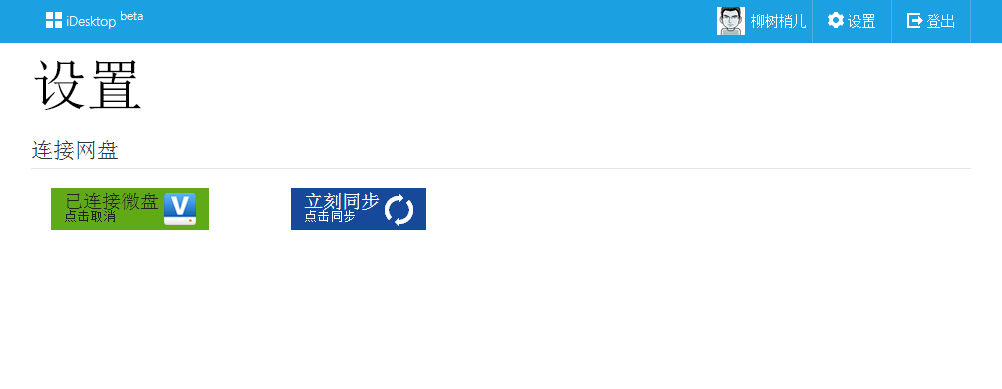 iDesktop beta
柳树梢儿
设置
登出
设置
连接网盘
已连接微盘
点击取消
立刻同步
点击同步